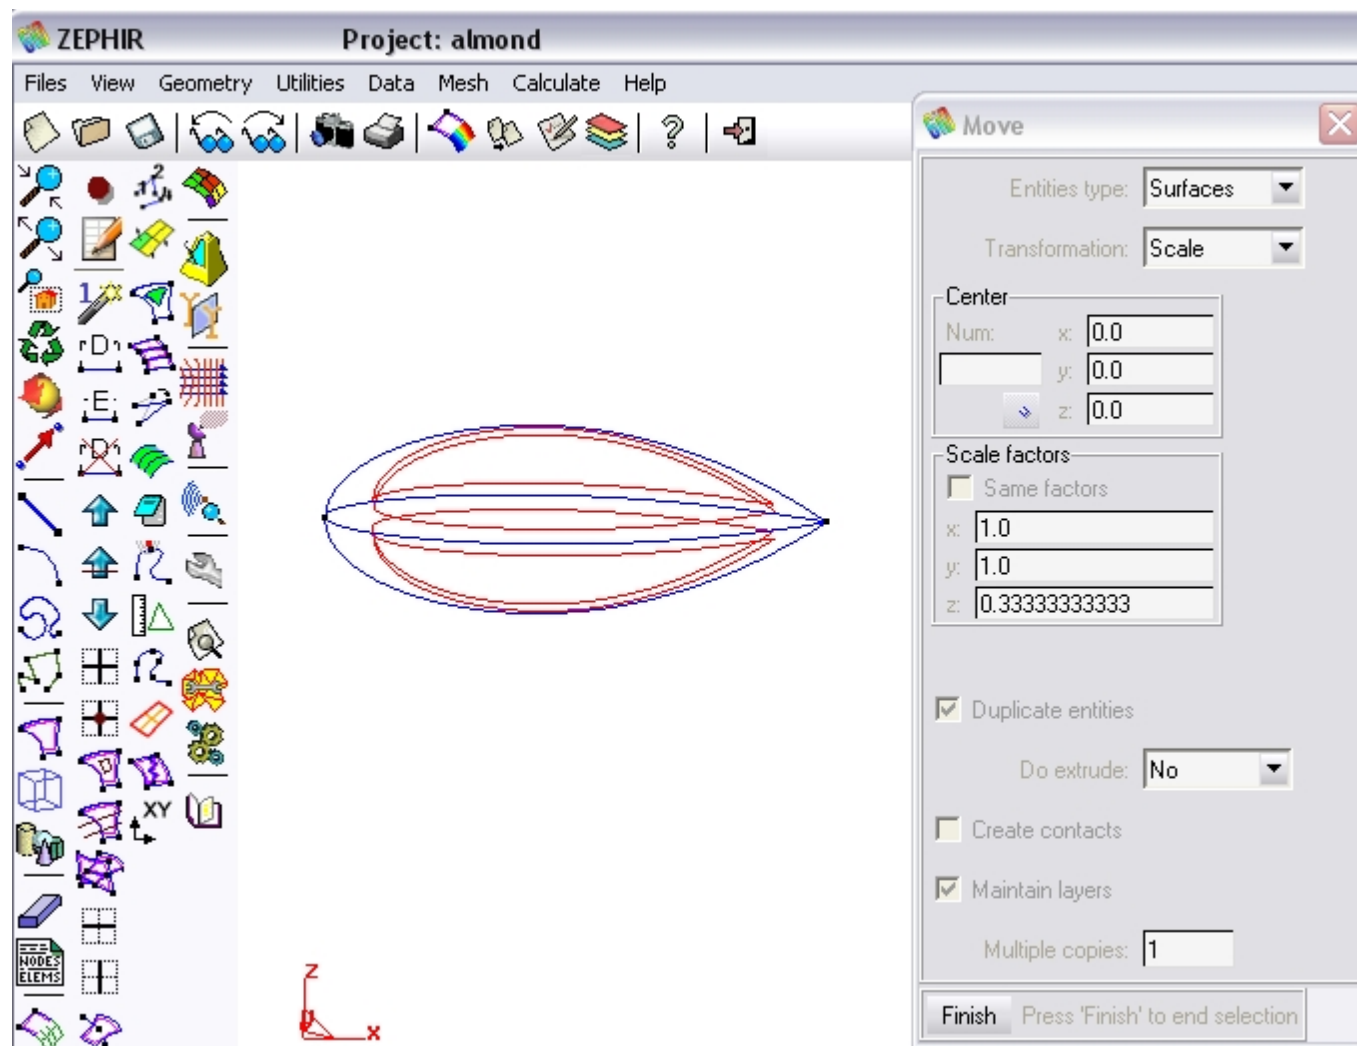 ZEPHIR Project: almond
Files View Geometry Utilities Data Mesh Calculate Help
Move
Entities type: Surfaces
Transformation: Scale
Center
Num: x: 0.0
y: 0.0
z: 0.0
Scale factors
Same factors
x: 1.0
y: 1.0
z: 0.33333333333
Duplicate entities
Do extrude: No
Create contacts
Maintain layers
Multiple copies: 1
Finish Press 'Finish' to end selection
2
1
D
E
D
XY
NODES
ELEMS
z
x